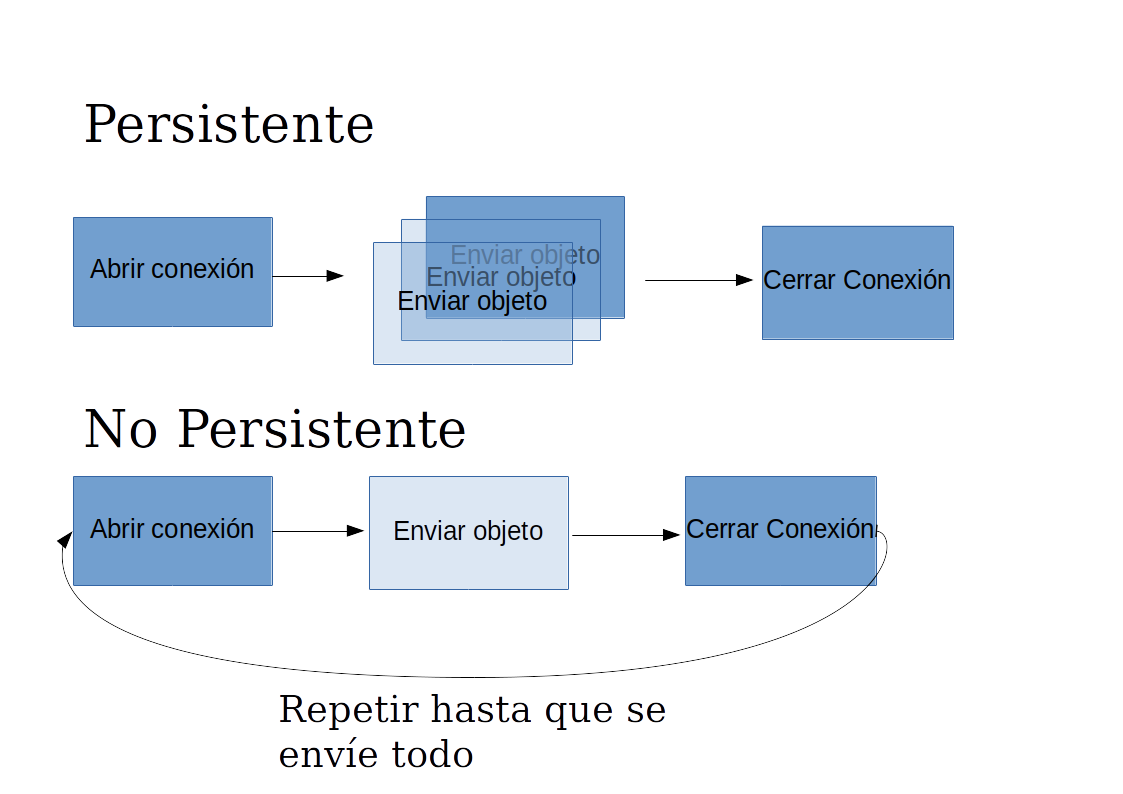 Persistente
Abrir conexión
Enviar objeto
Enviar objeto
Enviar objeto
Cerrar Conexión
No Persistente
Abrir conexión
Enviar objeto
Cerrar Conexión
Repetir hasta que se
envíe todo